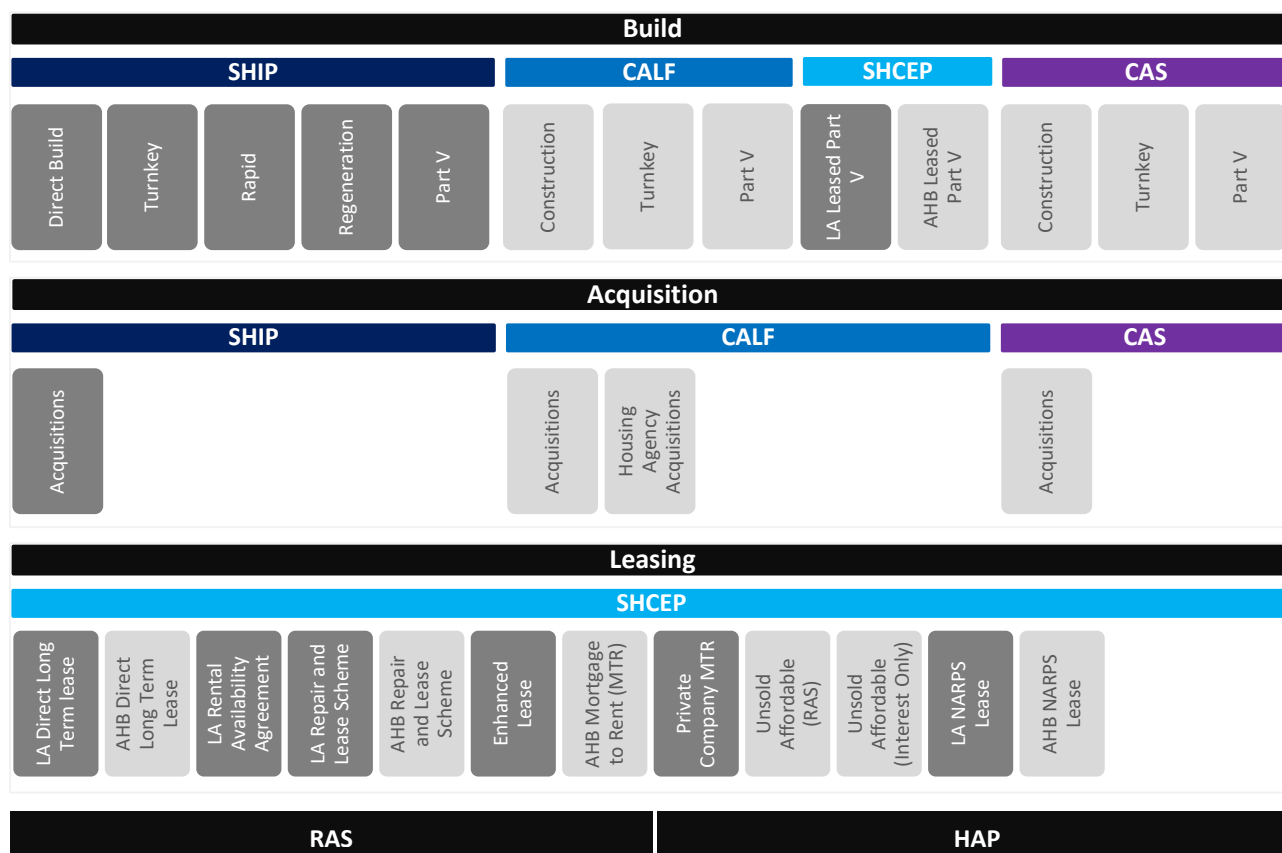 Build
SHIP
CALF
SHCEP
CAS
Direct Build
Turnkey
Rapid
Regeneration
Part V
Construction
Turnkey
Part V
LA Leased Part
V
AHB Leased
Part V
Construction
Turnkey
Part V
Acquisition
SHIP
CALF
CAS
Acquisitions
Acquisitions
Housing
Agency
Acquisitions
Acquisitions
Leasing
SHCEP
LA Direct Long
Term lease
AHB Direct
Long Term
Lease
LA Rental
Availability
Agreement
LA Repair and
Lease Scheme
AHB Repair
and Lease
Scheme
Enhanced
Lease
AHB Mortgage
to Rent (MTR)
Private
Company MTR
Unsold
Affordable
(RAS)
Unsold
Affordable
(Interest Only)
LA NARPS
Lease
AHB NARPS
Lease
RAS
HAP